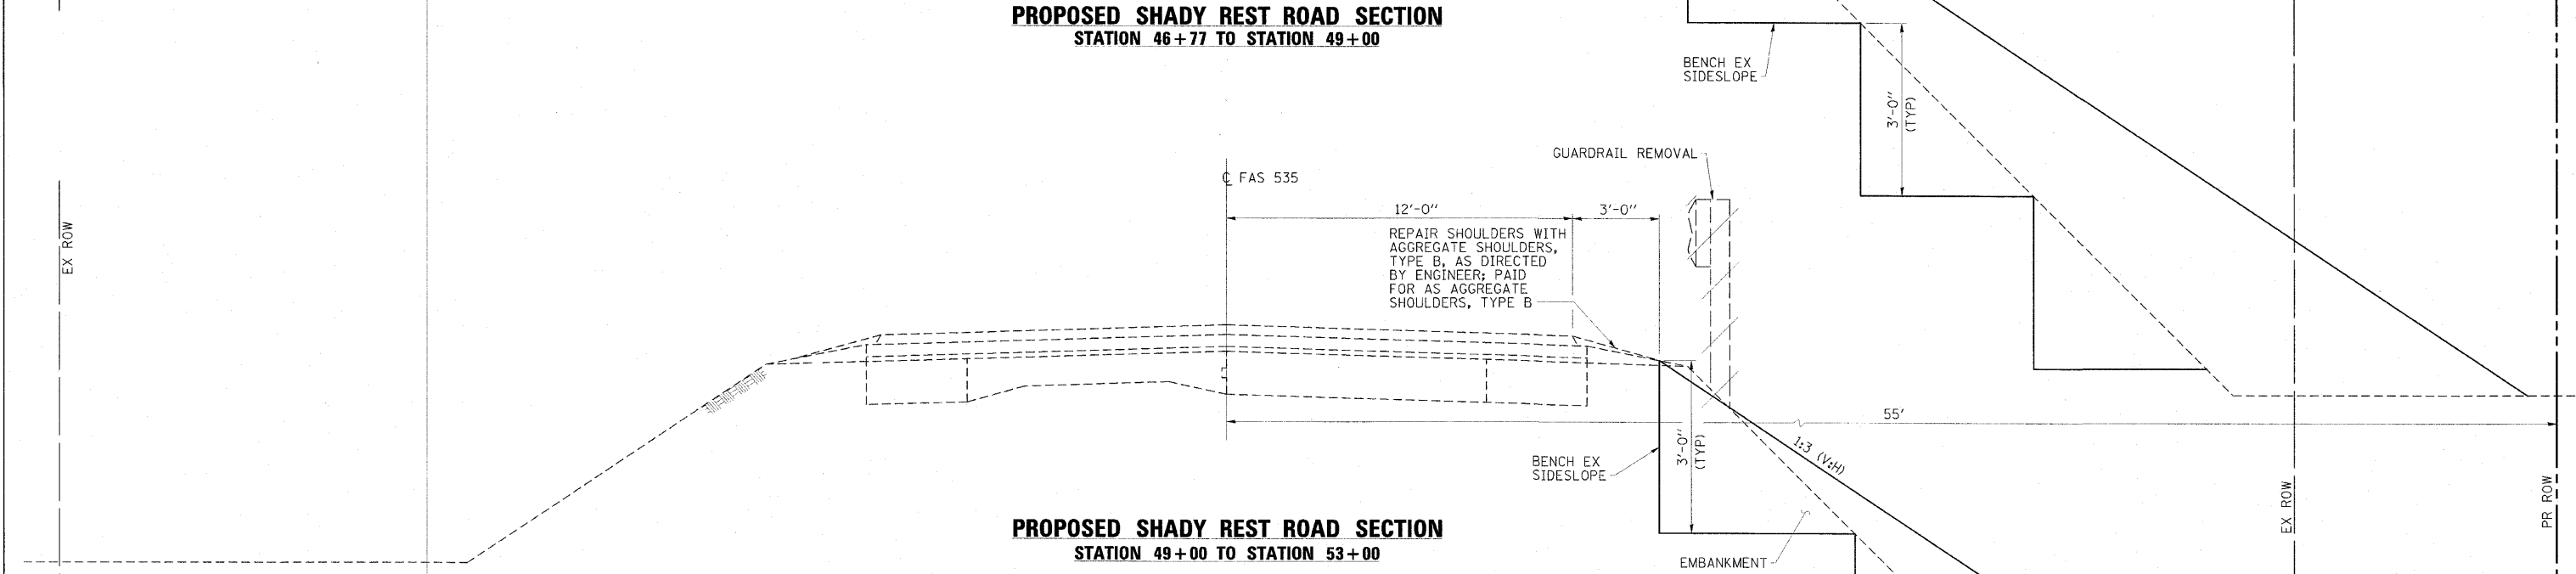 PROPOSED SHADY REST ROAD SECTION
STATION 46+77 TO STATION 49+00
BENCH EX
SIDESLOPE
3'-0"
(TYP)
GUARDRAIL REMOVAL
℄ FAS 535
12'-0"
3'-0"
REPAIR SHOULDERS WITH
AGGREGATE SHOULDERS,
TYPE B, AS DIRECTED
BY ENGINEER; PAID
FOR AS AGGREGATE
SHOULDERS, TYPE B
EX ROW
55'
1:3 (V:H)
3'-0"
(TYP)
BENCH EX
SIDESLOPE
EX ROW
PR ROW
PROPOSED SHADY REST ROAD SECTION
STATION 49+00 TO STATION 53+00
EMBANKMENT